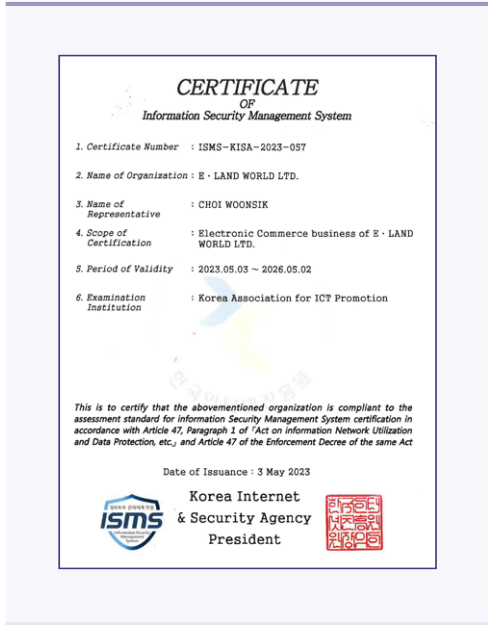 CERTIFICATE
OF
Information Security Management System
1. Certificate Number : ISMS-KISA-2023-057
2. Name of Organization : E · LAND WORLD LTD.
3. Name of Representative : CHOI WOONSIK
4. Scope of Certification : Electronic Commerce business of E · LAND WORLD LTD.
5. Period of Validity : 2023.05.03 ~ 2026.05.02
6. Examination Institution : Korea Association for ICT Promotion
This is to certify that the abovementioned organization is compliant to the
assessment standard for information Security Management System certification in
accordance with Article 47, Paragraph 1 of 「Act on information Network Utilization
and Data Protection, etc.」 and Article 47 of the Enforcement Decree of the same Act
Date of Issuance : 3 May 2023
Korea Internet
& Security Agency
President
ISMS
Information Security
Management
System